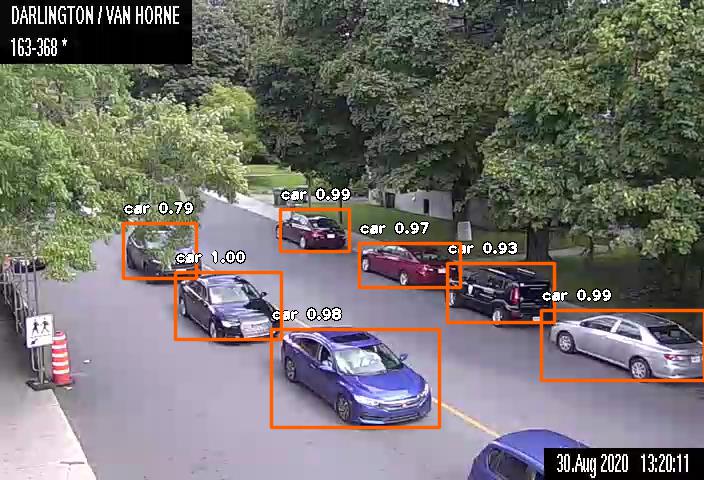 DARLINGTON / VAN HORNE
163-368 *
car 0.99
car 0.79
car 0.97
car 0.93
car 1.00
car 0.99
car 0.98
30.Aug 2020 13:20:11